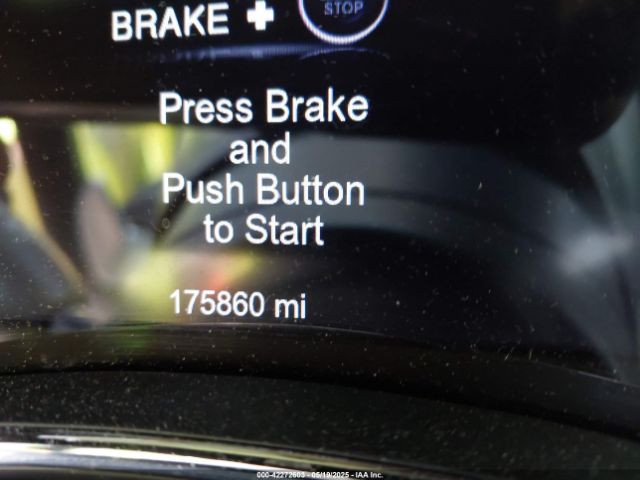 BRAKE + STOP
Press Brake
and
Push Button
to Start
175860 mi
000-42272603 - 05/19/2025 - IAA Inc.